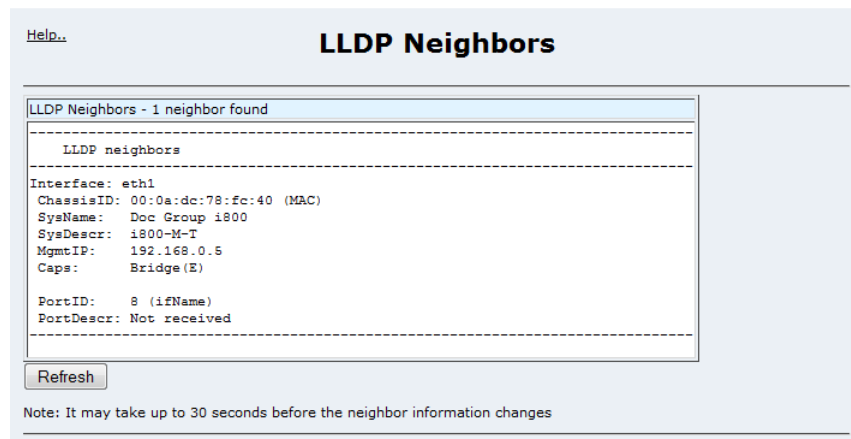 Help..
LLDP Neighbors
LLDP Neighbors - 1 neighbor found
--------------------------------------------------------------------------------
LLDP neighbors
--------------------------------------------------------------------------------
Interface: eth1
ChassisID: 00:0a:dc:78:fc:40 (MAC)
SysName: Doc Group i800
SysDescr: i800-M-T
MgmtIP: 192.168.0.5
Caps: Bridge(E)
PortID: 8 (ifName)
PortDescr: Not received
--------------------------------------------------------------------------------
Refresh
Note: It may take up to 30 seconds before the neighbor information changes